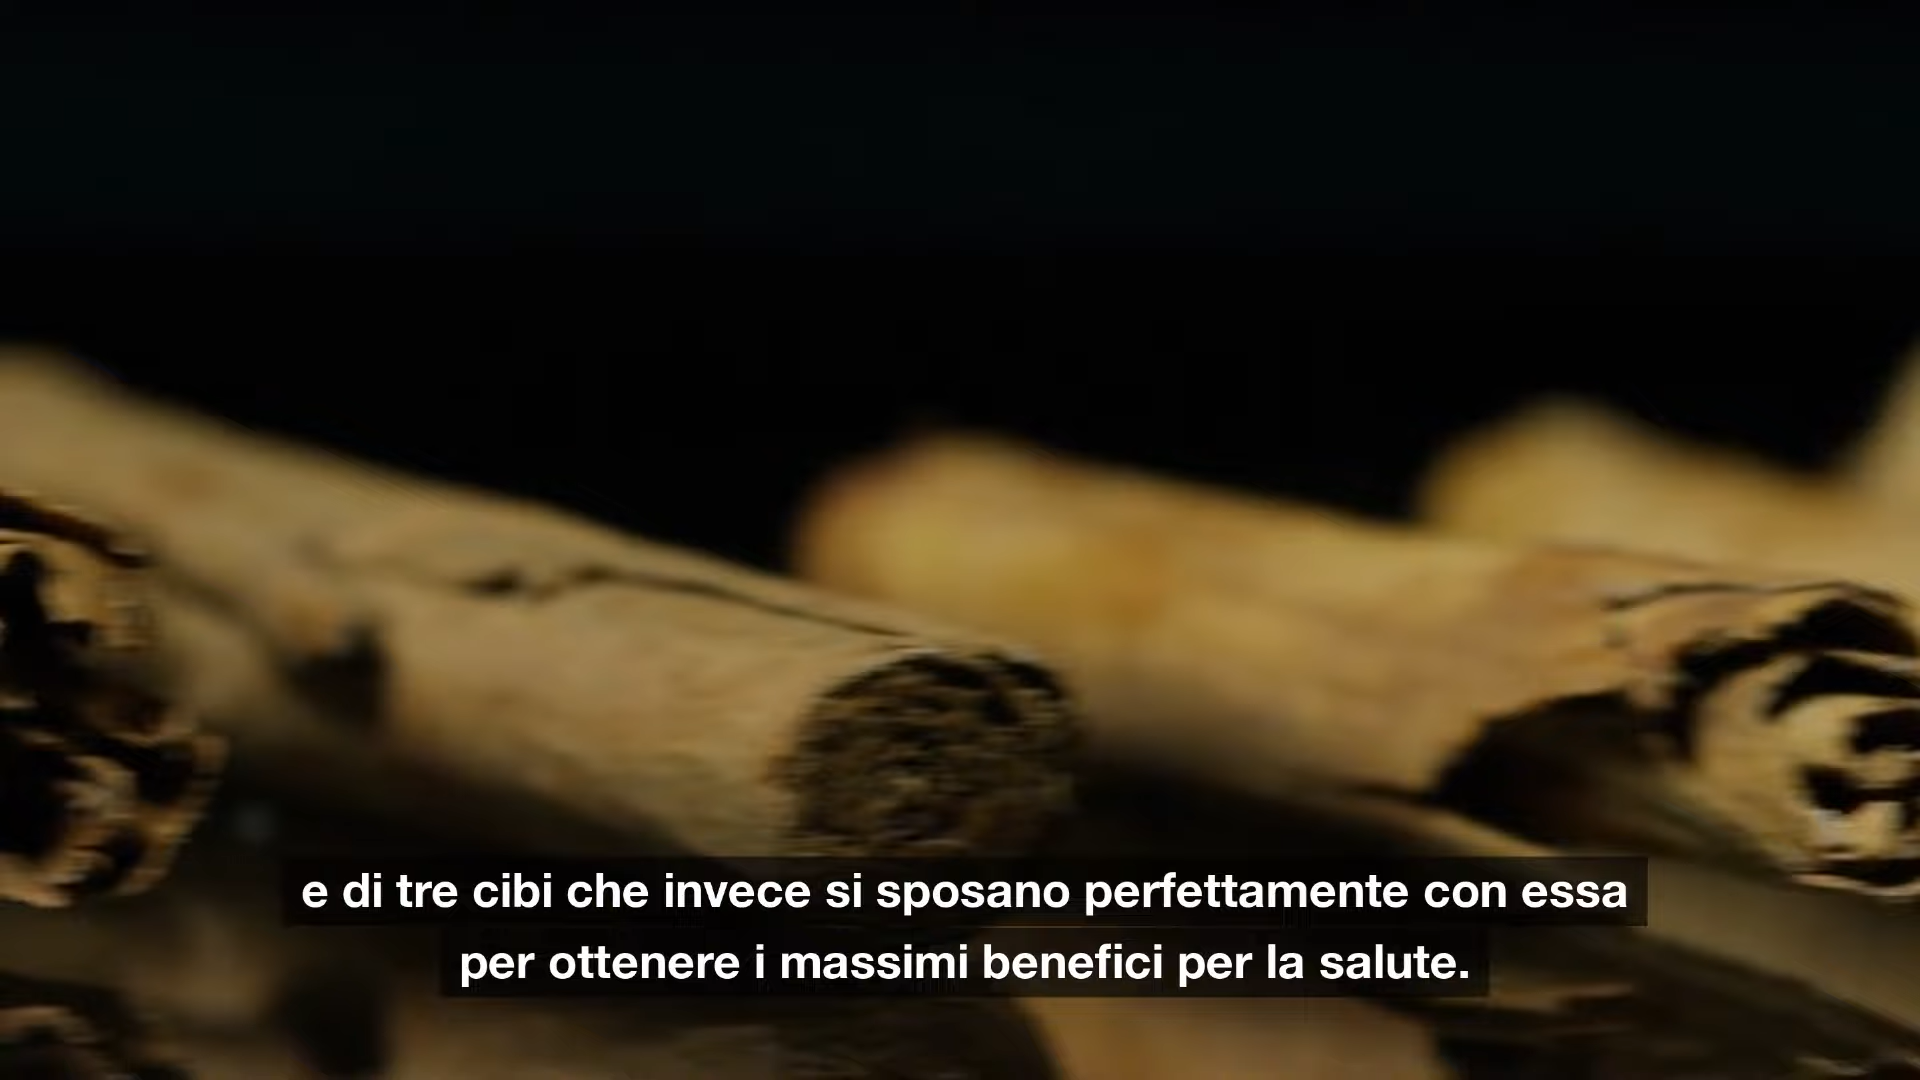 e di tre cibi che invece si sposano perfettamente con essa
per ottenere i massimi benefici per la salute.